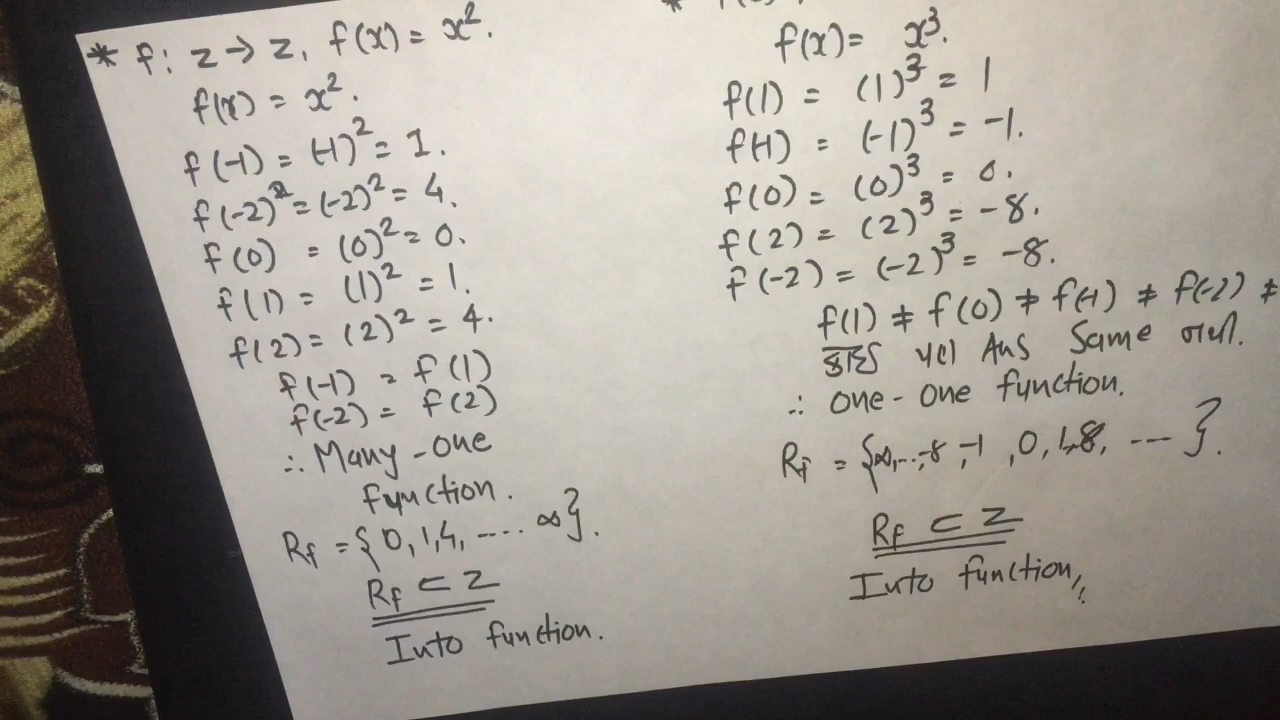 * f: z → z, f(x) = x².
f(x) = x².
f(-1) = (-1)² = 1.
f(-2)² = (-2)² = 4.
f(0) = (0)² = 0.
f(1) = (1)² = 1.
f(2) = (2)² = 4.
f(-1) = f(1)
f(-2) = f(2)
∴ Many-one
function.
Rf = {0, 1, 4, ---- ∞}.
Rf ⊂ Z
Into function.
f(x) = x³.
f(1) = (1)³ = 1
f(-1) = (-1)³ = -1.
f(0) = (0)³ = 0.
f(2) = (2)³ = -8.
f(-2) = (-2)³ = -8.
f(1) ≠ f(0) ≠ f(-1) ≠ f(-2) ≠
કોઈ પણ Ans Same નથી.
∴ one-one function.
Rf = {∞, ..., -8, -1, 0, 1, 8, ---- }.
Rf ⊂ Z
Into function,